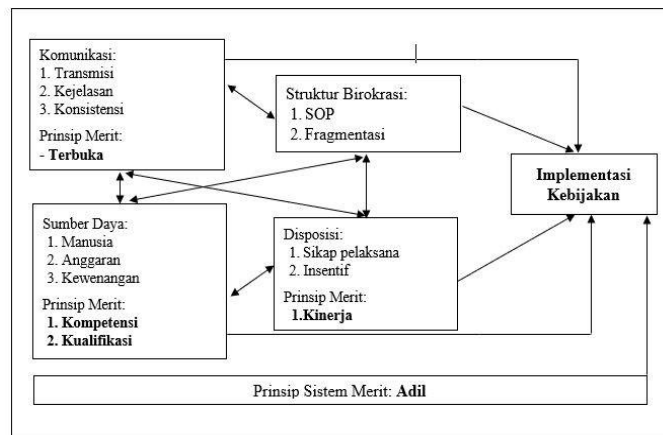 Komunikasi:
1. Transmisi
2. Kejelasan
3. Konsistensi
Prinsip Merit:
- Terbuka
Struktur Birokrasi:
1. SOP
2. Fragmentasi
Implementasi
Kebijakan
Sumber Daya:
1. Manusia
2. Anggaran
3. Kewenangan
Prinsip Merit:
1. Kompetensi
2. Kualifikasi
Disposisi:
1. Sikap pelaksana
2. Insentif
Prinsip Merit:
1.Kinerja
Prinsip Sistem Merit: Adil